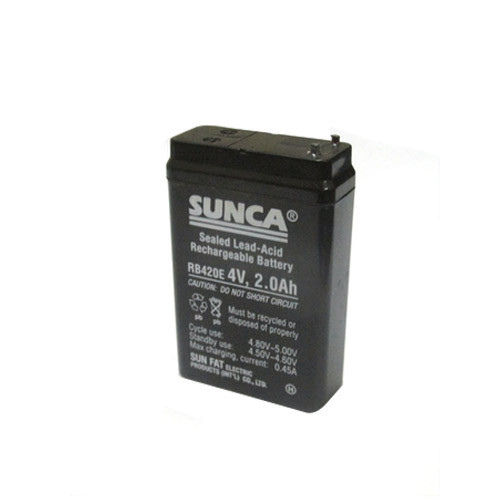 SUNCA®
Sealed Lead-Acid
Rechargeable Battery
RB420E 4V, 2.0Ah
CAUTION: DO NOT SHORT CIRCUIT
Must be recycled or
disposed of properly
pb pb
Cycle use: 4.80V~5.00V
Standby use: 4.50V~4.60V
Max charging, current: 0.45A
SUN FAT ELECTRIC
PRODUCTS (INT'L) CO., LTD.
H